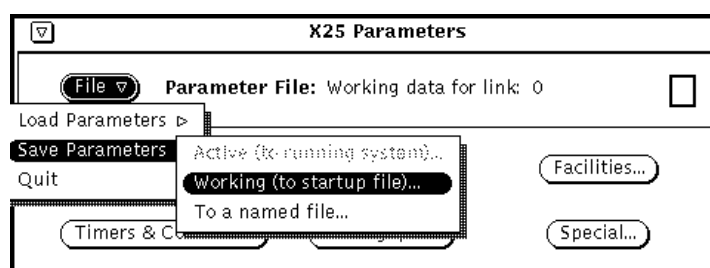 X25 Parameters
File
Parameter File: Working data for link: 0
Load Parameters
Save Parameters
Active (to running system)...
Working (to startup file)...
Facilities...
Quit
To a named file...
Timers & C
Special...